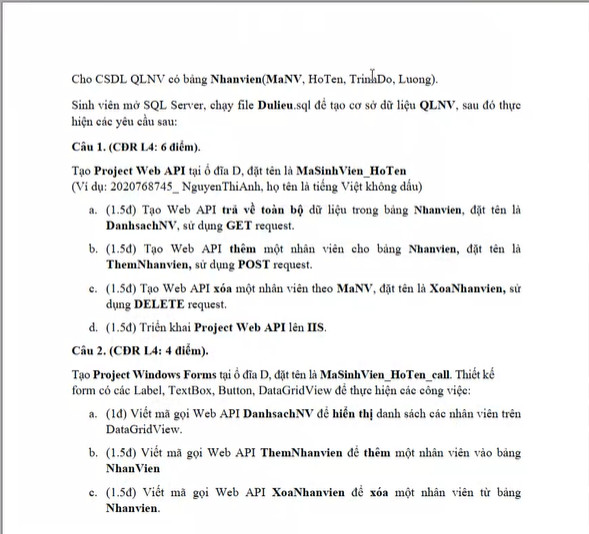 Cho CSDL QLNV có bảng Nhanvien(MaNV, HoTen, TrinhDo, Luong).
Sinh viên mở SQL Server, chạy file Dulieu.sql để tạo cơ sở dữ liệu QLNV, sau đó thực
hiện các yêu cầu sau:
Câu 1. (CĐR L4: 6 điểm).
Tạo Project Web API tại ổ đĩa D, đặt tên là MaSinhVien_HoTen
(Ví dụ: 2020768745_ NguyenThiAnh, họ tên là tiếng Việt không dấu)
a. (1.5đ) Tạo Web API trả về toàn bộ dữ liệu trong bảng Nhanvien, đặt tên là
DanhsachNV, sử dụng GET request.
b. (1.5đ) Tạo Web API thêm một nhân viên cho bảng Nhanvien, đặt tên là
ThemNhanvien, sử dụng POST request.
c. (1.5đ) Tạo Web API xóa một nhân viên theo MaNV, đặt tên là XoaNhanvien, sử
dụng DELETE request.
d. (1.5đ) Triển khai Project Web API lên IIS.
Câu 2. (CĐR L4: 4 điểm).
Tạo Project Windows Forms tại ổ đĩa D, đặt tên là MaSinhVien_HoTen_call. Thiết kế
form có các Label, TextBox, Button, DataGridView để thực hiện các công việc:
a. (1đ) Viết mã gọi Web API DanhsachNV để hiển thị danh sách các nhân viên trên
DataGridView.
b. (1.5đ) Viết mã gọi Web API ThemNhanvien để thêm một nhân viên vào bảng
NhanVien
c. (1.5đ) Viết mã gọi Web API XoaNhanvien để xóa một nhân viên từ bảng
Nhanvien.